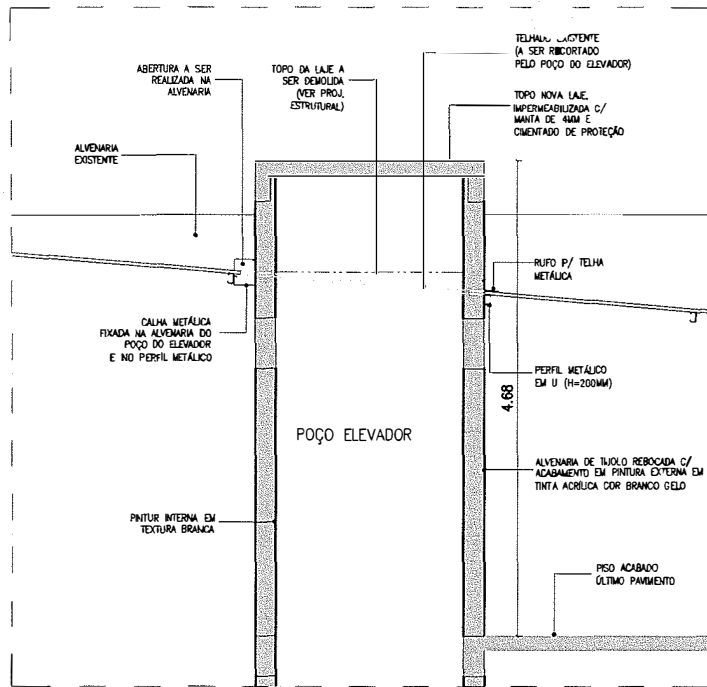 TELHADO EXISTENTE
(A SER RECORTADO
PELO POÇO DO ELEVADOR)
ABERTURA A SER
REALIZADA NA
ALVENARIA
TOPO DA LAJE A
SER DEMOLIDA
(VER PROJ.
ESTRUTURAL)
TOPO NOVA LAJE,
IMPERMEABILIZADA C/
MANTA DE 4MM E
CIMENTADO DE PROTEÇÃO
ALVENARIA
EXISTENTE
RUFO P/ TELHA
METÁLICA
CALHA METÁLICA
FIXADA NA ALVENARIA DO
POÇO DO ELEVADOR
E NO PERFIL METÁLICO
PERFIL METÁLICO
EM U (H=200MM)
4.68
POÇO ELEVADOR
ALVENARIA DE TIJOLO REBOCADA C/
ACABAMENTO EM PINTURA EXTERNA EM
TINTA ACRÍLICA COR BRANCO GELO
PINTUR INTERNA EM
TEXTURA BRANCA
PISO ACABADO
ÚLTIMO PAVIMENTO